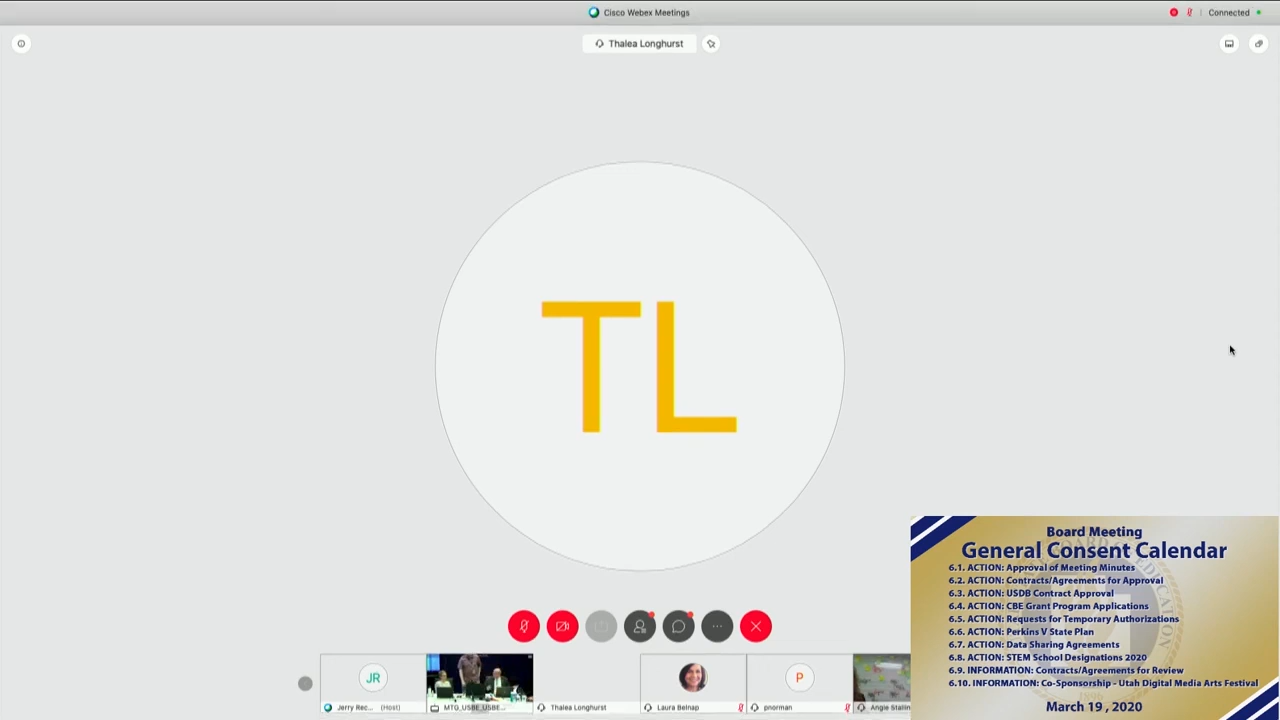 Cisco Webex Meetings
Connected
Thalea Longhurst
TL
JR
Jerry Rec... (Host)
MTG_USBE_USBE...
Thalea Longhurst
Laura Belnap
P
pnorman
Angie Stallin
Board Meeting
General Consent Calendar
6.1. ACTION: Approval of Meeting Minutes
6.2. ACTION: Contracts/Agreements for Approval
6.3. ACTION: USDB Contract Approval
6.4. ACTION: CBE Grant Program Applications
6.5. ACTION: Requests for Temporary Authorizations
6.6. ACTION: Perkins V State Plan
6.7. ACTION: Data Sharing Agreements
6.8. ACTION: STEM School Designations 2020
6.9. INFORMATION: Contracts/Agreements for Review
6.10. INFORMATION: Co-Sponsorship - Utah Digital Media Arts Festival
March 19 , 2020